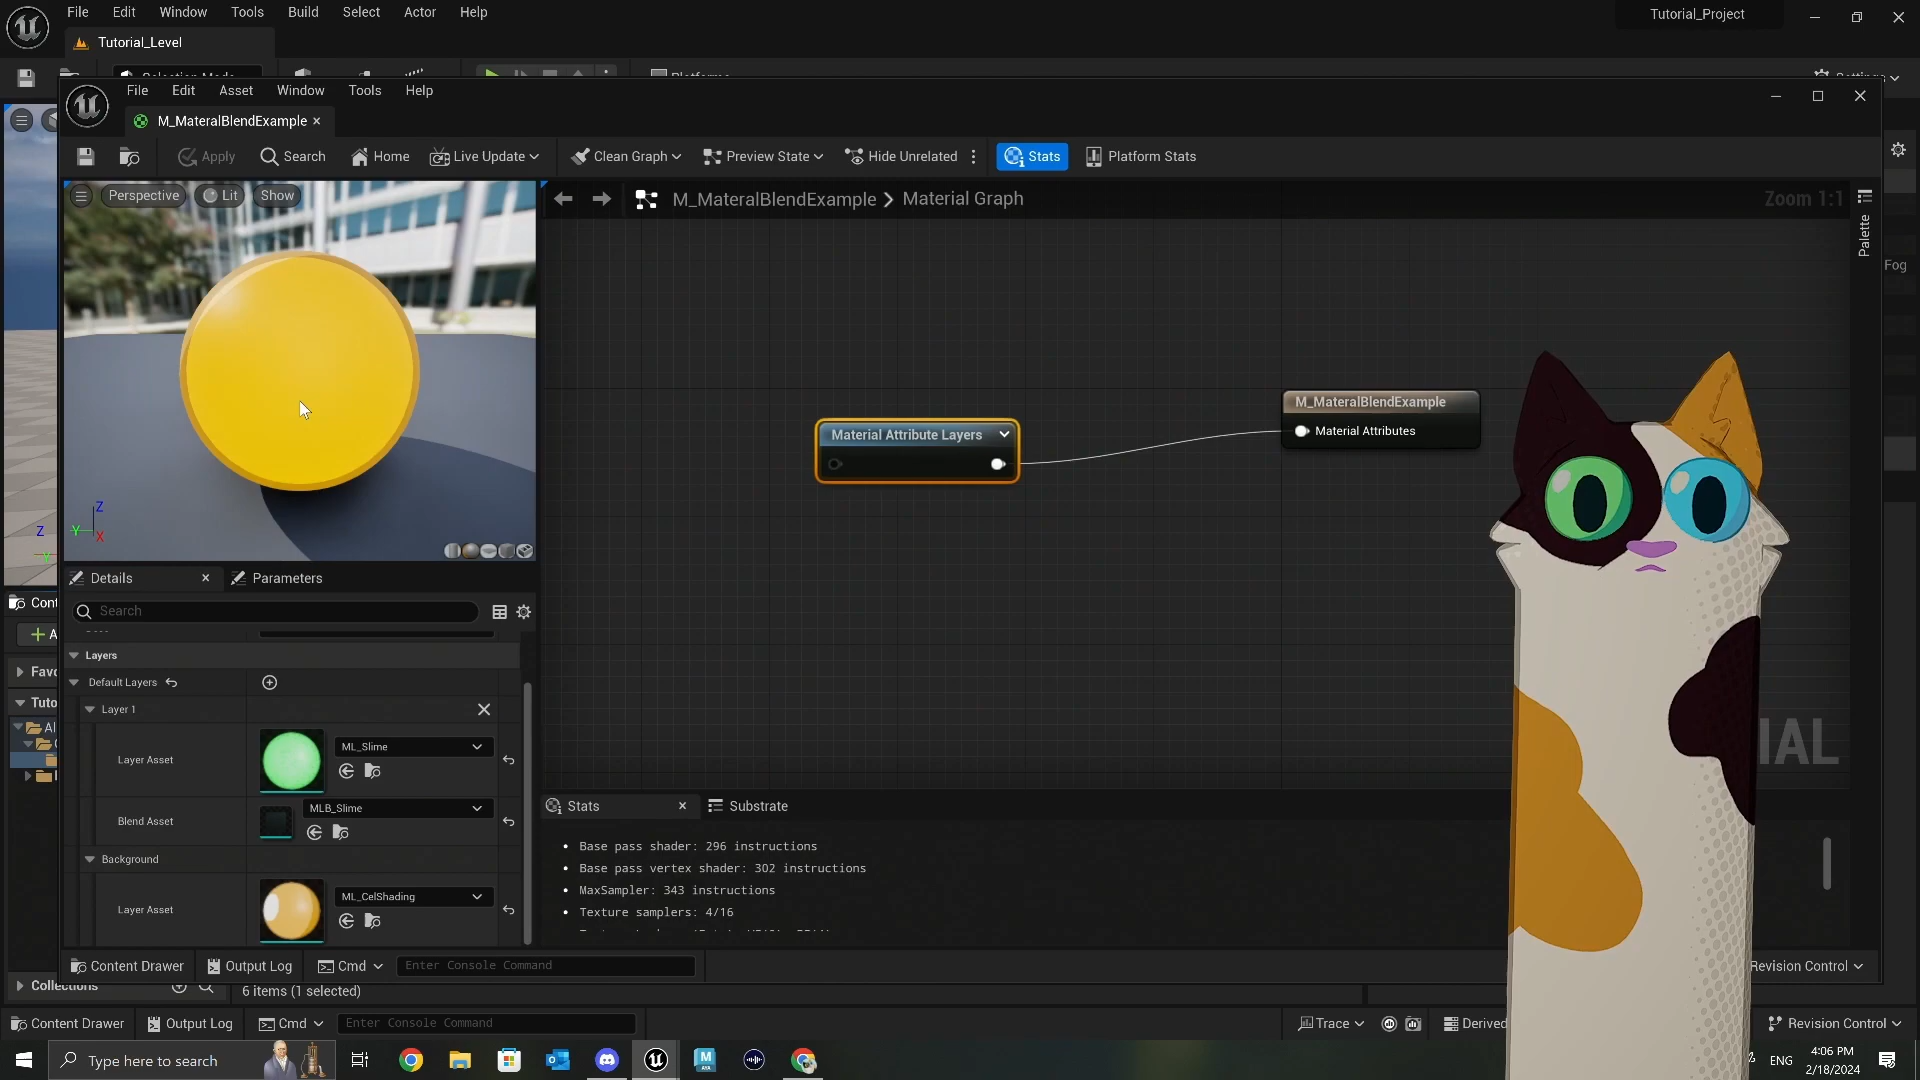 File Edit Window Tools Build Select Actor Help
Tutorial_Project
Tutorial_Level
File Edit Asset Window Tools Help
M_MateralBlendExample
Apply Search Home Live Update Clean Graph Preview State Hide Unrelated Stats Platform Stats
Perspective Lit Show
M_MateralBlendExample > Material Graph
Zoom 1:1
Palette
Fog
Material Attribute Layers
M_MateralBlendExample
Material Attributes
Z
Y
X
Z
Details Parameters
Search
Layers
Default Layers
Layer 1
Layer Asset
ML_Slime
Blend Asset
MLB_Slime
Background
Layer Asset
ML_CelShading
IAL
Stats Substrate
Base pass shader: 296 instructions
Base pass vertex shader: 302 instructions
MaxSampler: 343 instructions
Texture samplers: 4/16
Cont
A
Favo
Tuto
Al
Content Drawer Output Log Cmd Enter Console Command
Revision Control
Collections
6 items (1 selected)
Content Drawer Output Log Cmd Enter Console Command
Trace Derived
Revision Control
Type here to search
ENG
4:06 PM
2/18/2024